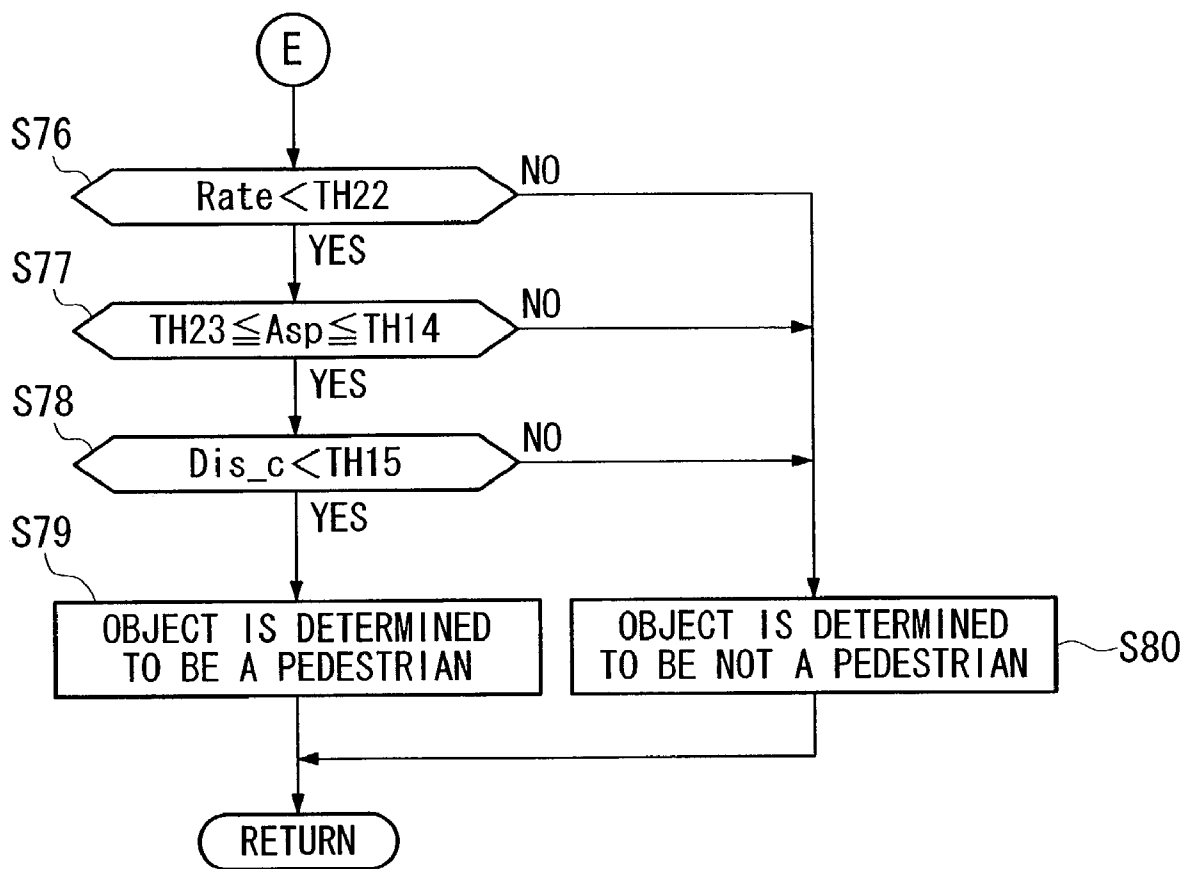 E
S76
Rate<TH22
NO
YES
S77
TH23≦Asp≦TH14
NO
YES
S78
Dis_c<TH15
NO
YES
S79
OBJECT IS DETERMINED
TO BE A PEDESTRIAN
OBJECT IS DETERMINED
TO BE NOT A PEDESTRIAN
S80
RETURN